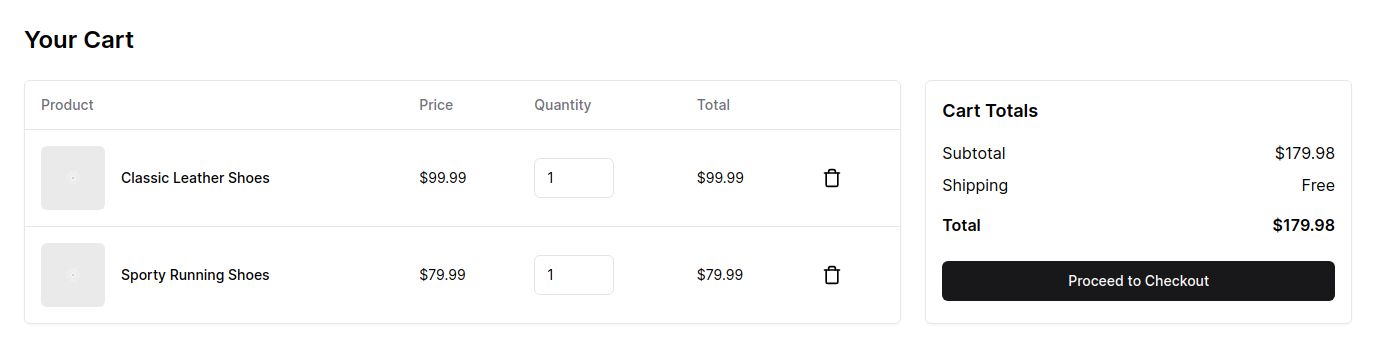 Your Cart
Product Price Quantity Total
Classic Leather Shoes $99.99 1 $99.99
Sporty Running Shoes $79.99 1 $79.99
Cart Totals
Subtotal $179.98
Shipping Free
Total $179.98
Proceed to Checkout